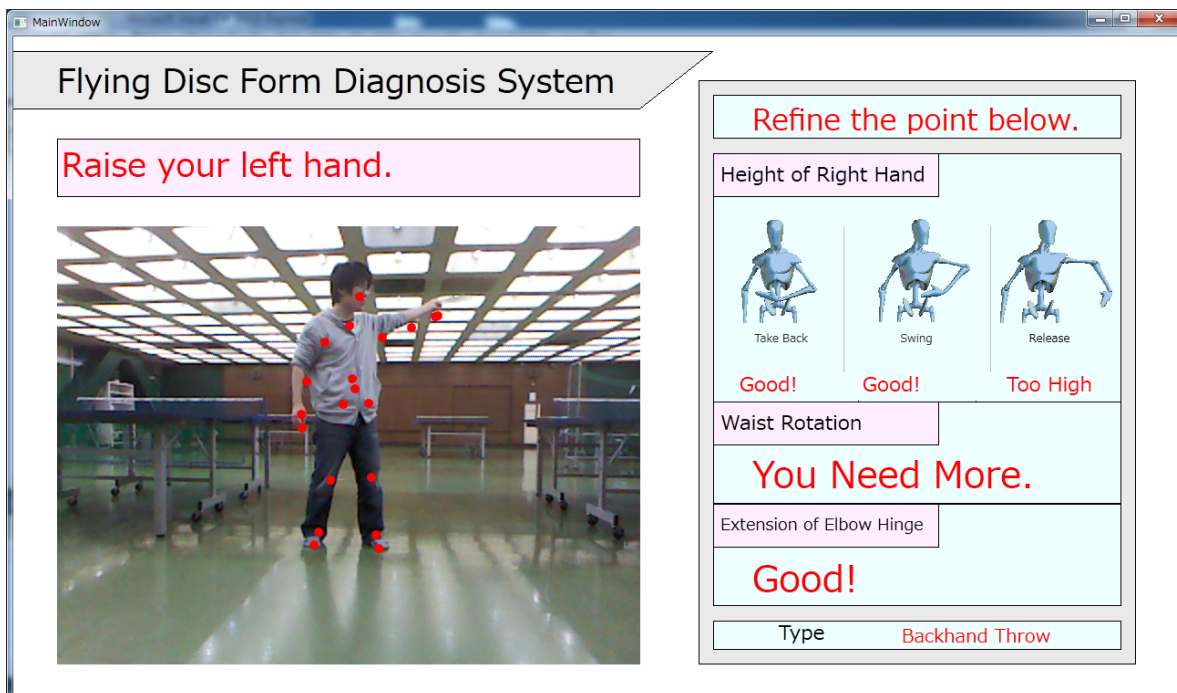 MainWindow
Flying Disc Form Diagnosis System
Raise your left hand.
Refine the point below.
Height of Right Hand
Take Back
Swing
Release
Good!
Good!
Too High
Waist Rotation
You Need More.
Extension of Elbow Hinge
Good!
Type
Backhand Throw